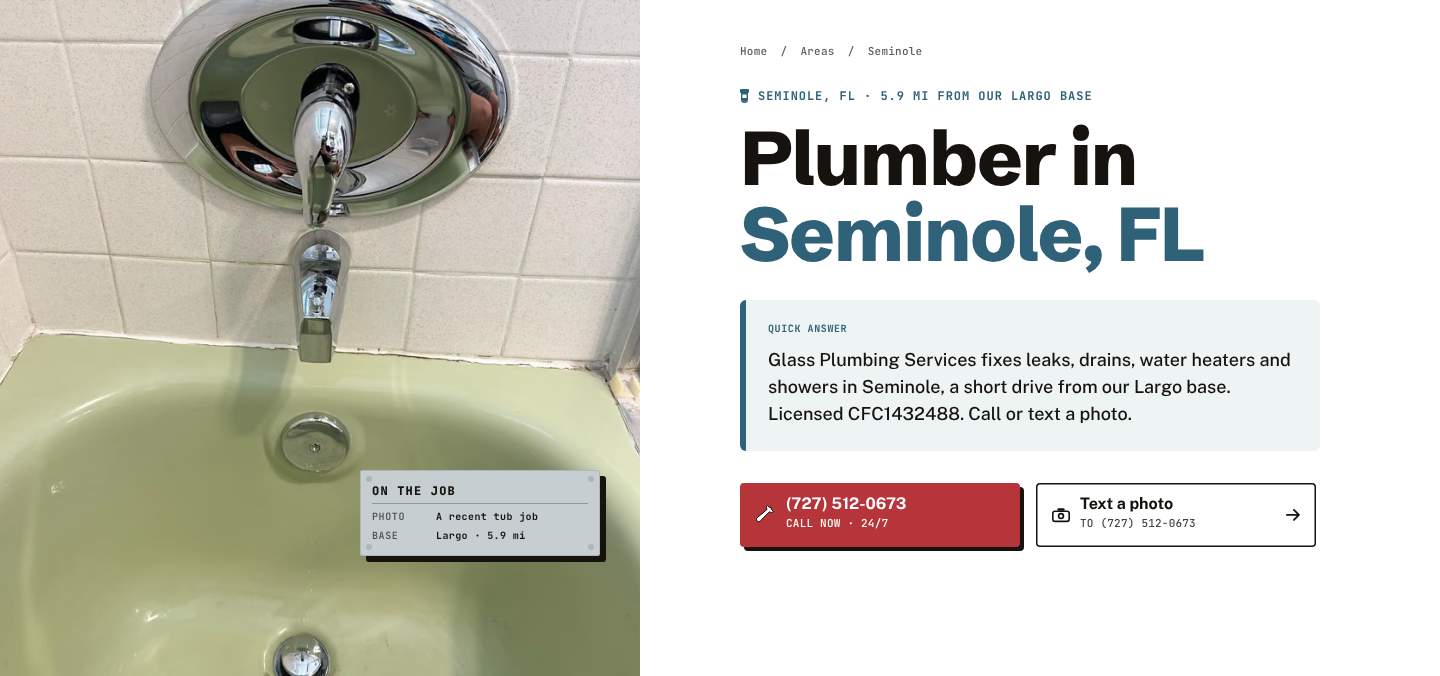 Home / Areas / Seminole
SEMINOLE, FL · 5.9 MI FROM OUR LARGO BASE
Plumber in
Seminole, FL
QUICK ANSWER
Glass Plumbing Services fixes leaks, drains, water heaters and
showers in Seminole, a short drive from our Largo base.
Licensed CFC1432488. Call or text a photo.
(727) 512-0673
CALL NOW · 24/7
Text a photo
TO (727) 512-0673
ON THE JOB
PHOTO A recent tub job
BASE Largo · 5.9 mi